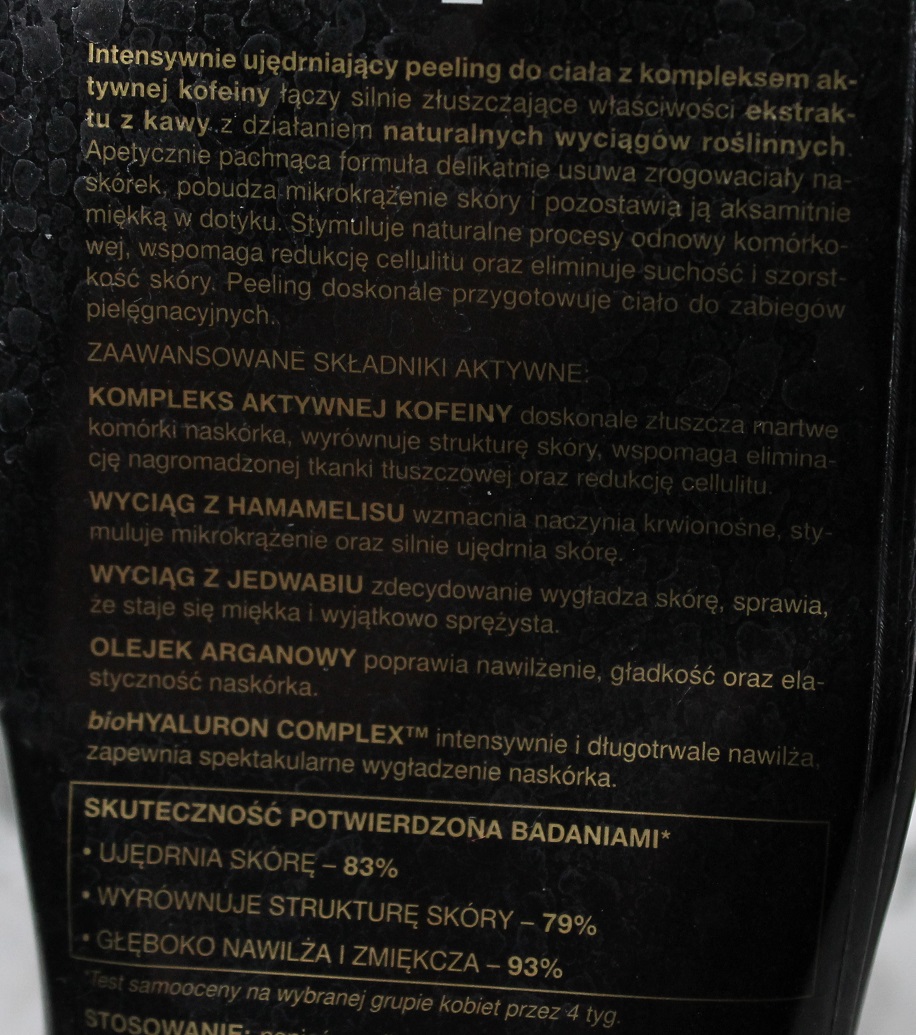 Intensywnie ujędrniający peeling do ciała z kompleksem ak-
tywnej kofeiny łączy silnie złuszczające właściwości ekstrak-
tu z kawy z działaniem naturalnych wyciągów roślinnych.
Apetycznie pachnąca formuła delikatnie usuwa zrogowaciały na-
skórek, pobudza mikrokrążenie skory i pozostawia ją aksamitnie
miękką w dotyku. Stymuluje naturalne procesy odnowy komórko-
wej, wspomaga redukcję cellulitu oraz eliminuje suchość i szorst-
kość skóry. Peeling doskonale przygotowuje ciało do zabiegów
pielęgnacyjnych.
ZAAWANSOWANE SKŁADNIKI AKTYWNE:
KOMPLEKS AKTYWNEJ KOFEINY doskonale złuszcza martwe
komórki naskórka, wyrównuje strukturę skóry, wspomaga elimina-
cję nagromadzonej tkanki tłuszczowej oraz redukcję cellulitu.
WYCIĄG Z HAMAMELISU wzmacnia naczynia krwionośne, sty-
muluje mikrokrążenie oraz silnie ujędrnia skórę.
WYCIĄG Z JEDWABIU zdecydowanie wygładza skórę, sprawia,
że staje się miękka i wyjątkowo sprężysta.
OLEJEK ARGANOWY poprawia nawilżenie, gładkość oraz ela-
styczność naskórka.
bioHYALURON COMPLEX™ intensywnie i długotrwale nawilża,
zapewnia spektakularne wygładzenie naskórka.
SKUTECZNOŚĆ POTWIERDZONA BADANIAMI*
• UJĘDRNIA SKÓRĘ – 83%
• WYRÓWNUJE STRUKTURĘ SKÓRY – 79%
• GŁĘBOKO NAWILŻA I ZMIĘKCZA – 93%
*Test samooceny na wybranej grupie kobiet przez 4 tyg.
STOSOWANIE: